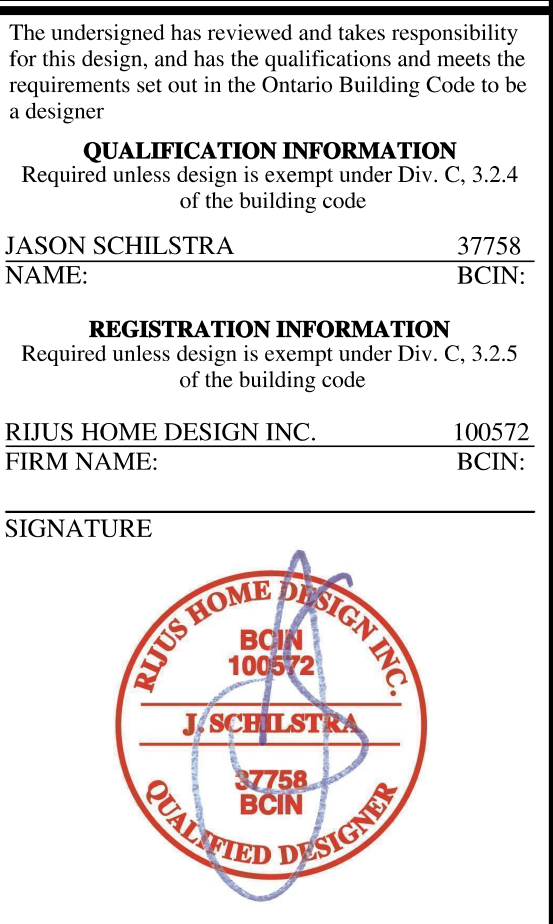 The undersigned has reviewed and takes responsibility
for this design, and has the qualifications and meets the
requirements set out in the Ontario Building Code to be
a designer
QUALIFICATION INFORMATION
Required unless design is exempt under Div. C, 3.2.4
of the building code
JASON SCHILSTRA 37758
NAME: BCIN:
REGISTRATION INFORMATION
Required unless design is exempt under Div. C, 3.2.5
of the building code
RIJUS HOME DESIGN INC. 100572
FIRM NAME: BCIN:
SIGNATURE
RIJUS HOME DESIGN INC.
BCIN
100572
J. SCHILSTRA
37758
BCIN
QUALIFIED DESIGNER